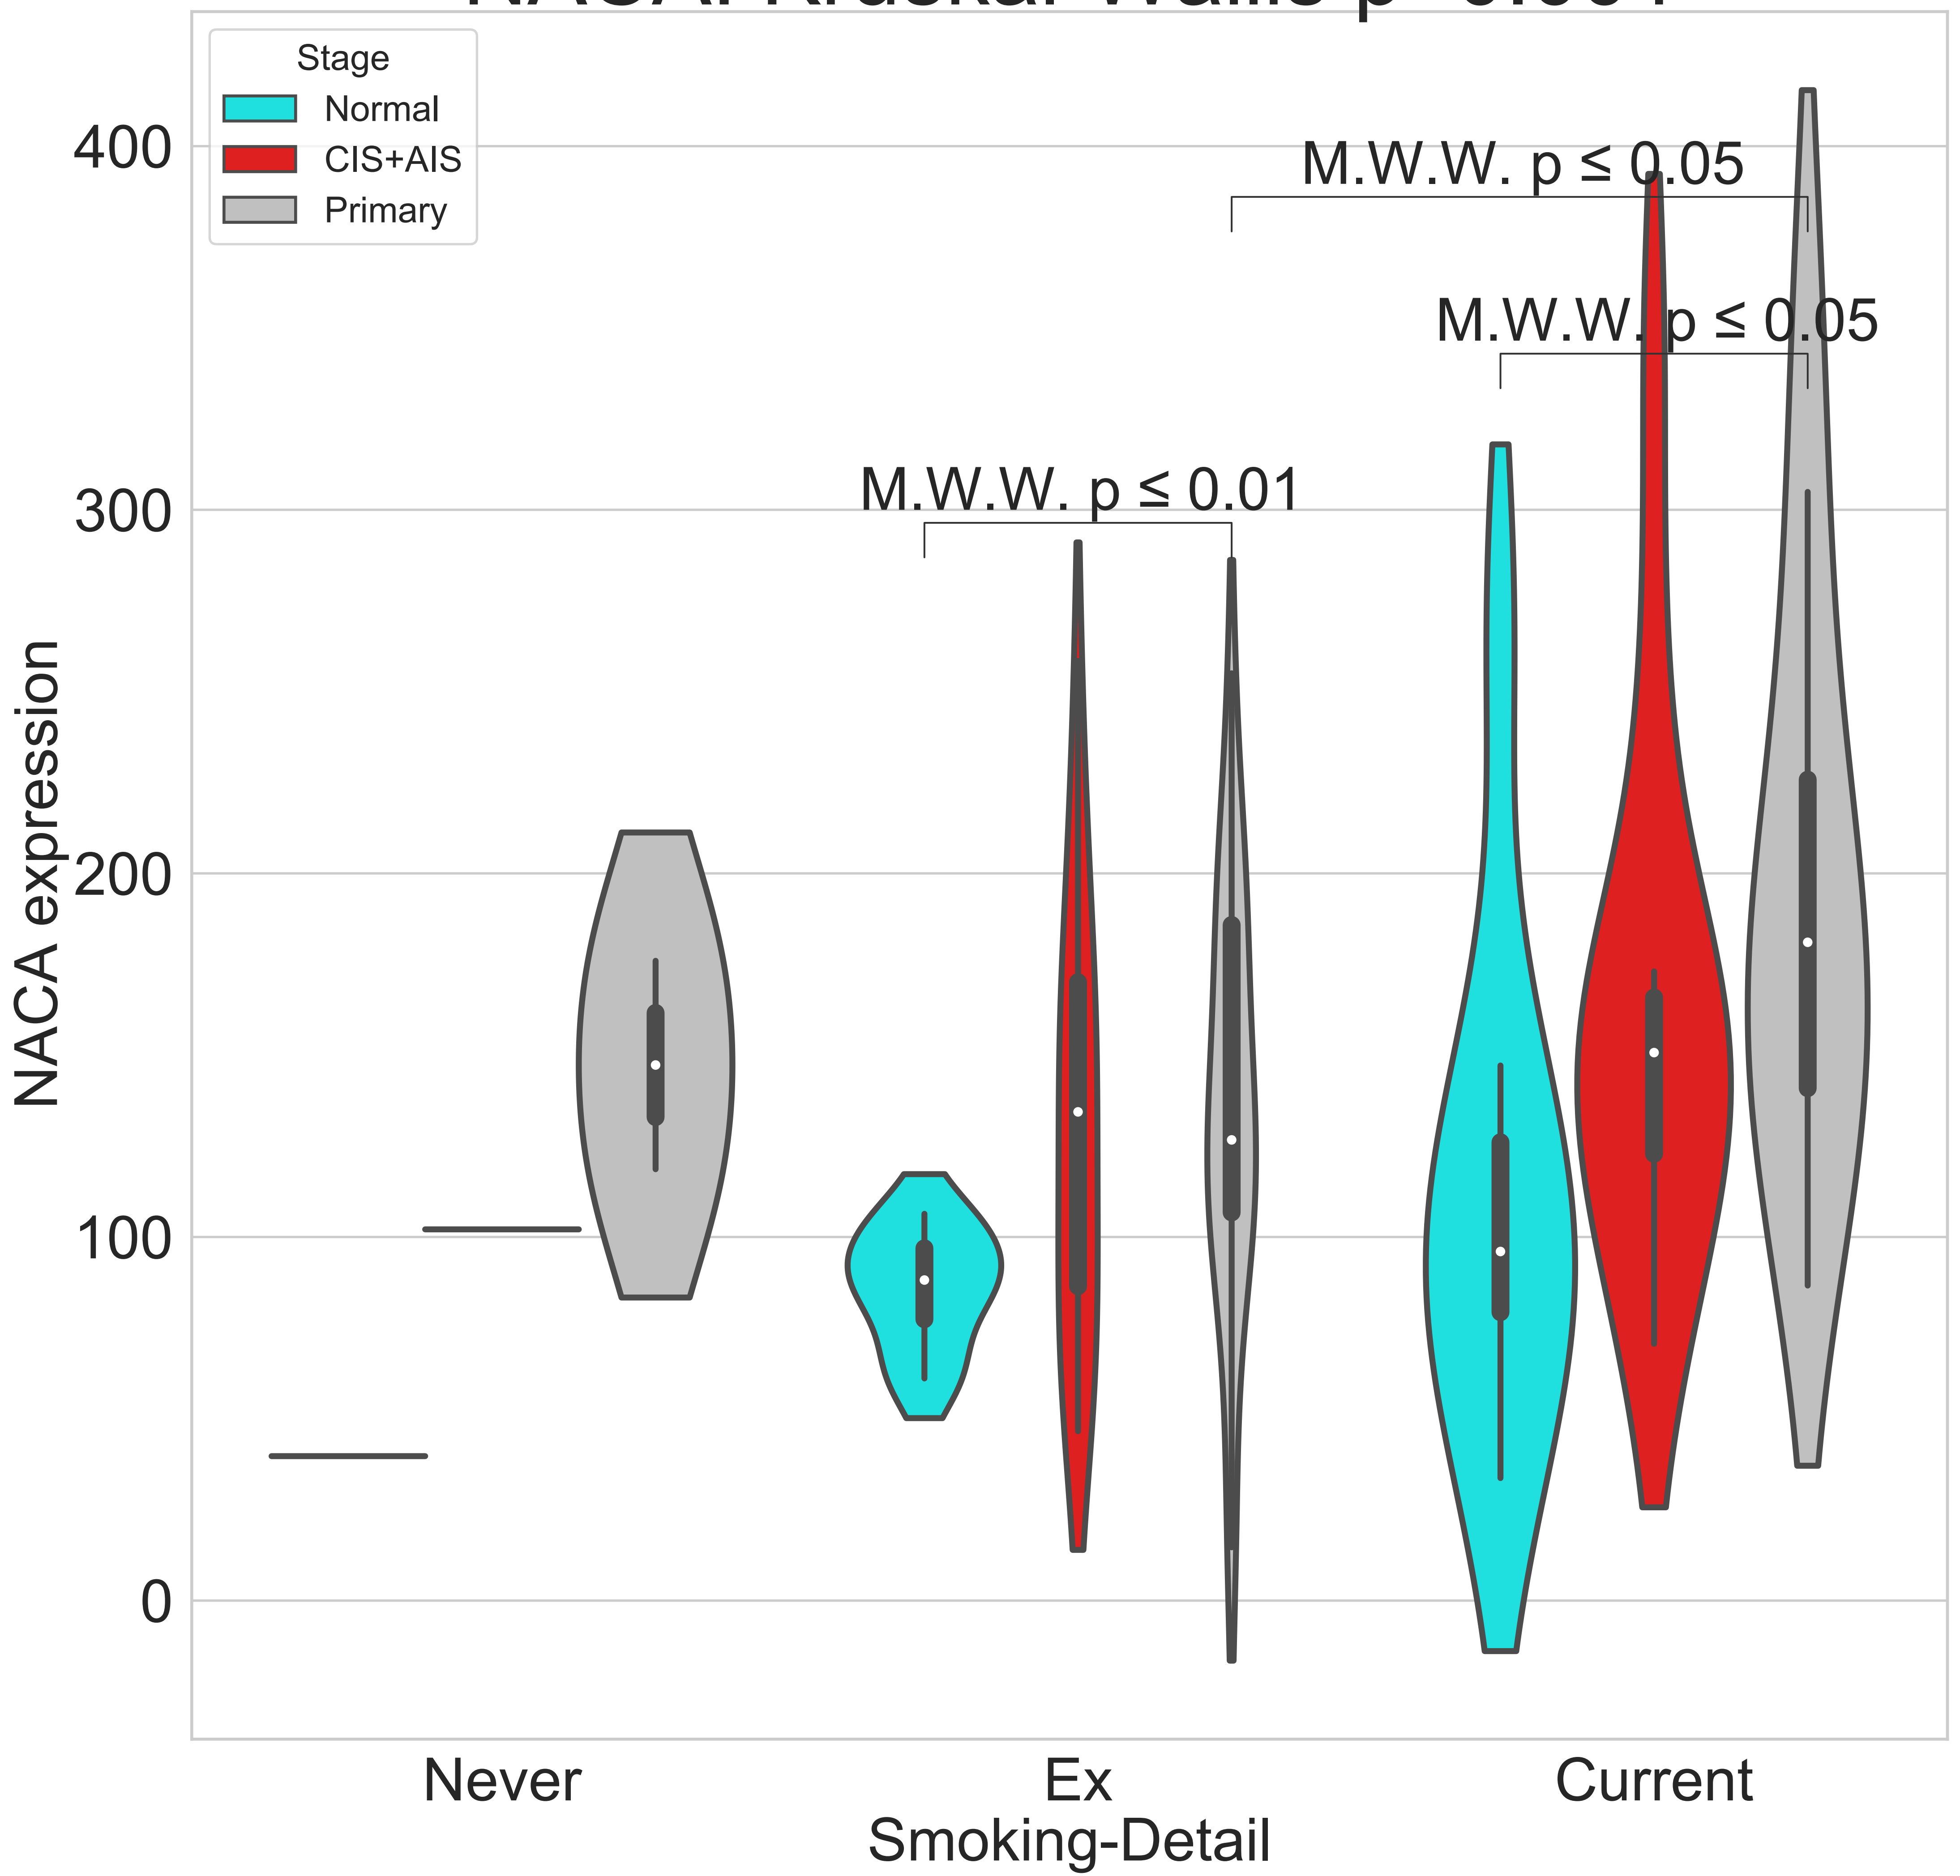 Stage
Normal
CIS+AIS
Primary
M.W.W. p ≤ 0.05
M.W.W. p ≤ 0.05
M.W.W. p ≤ 0.01
400
300
200
100
0
NACA expression
Never
Ex
Current
Smoking-Detail